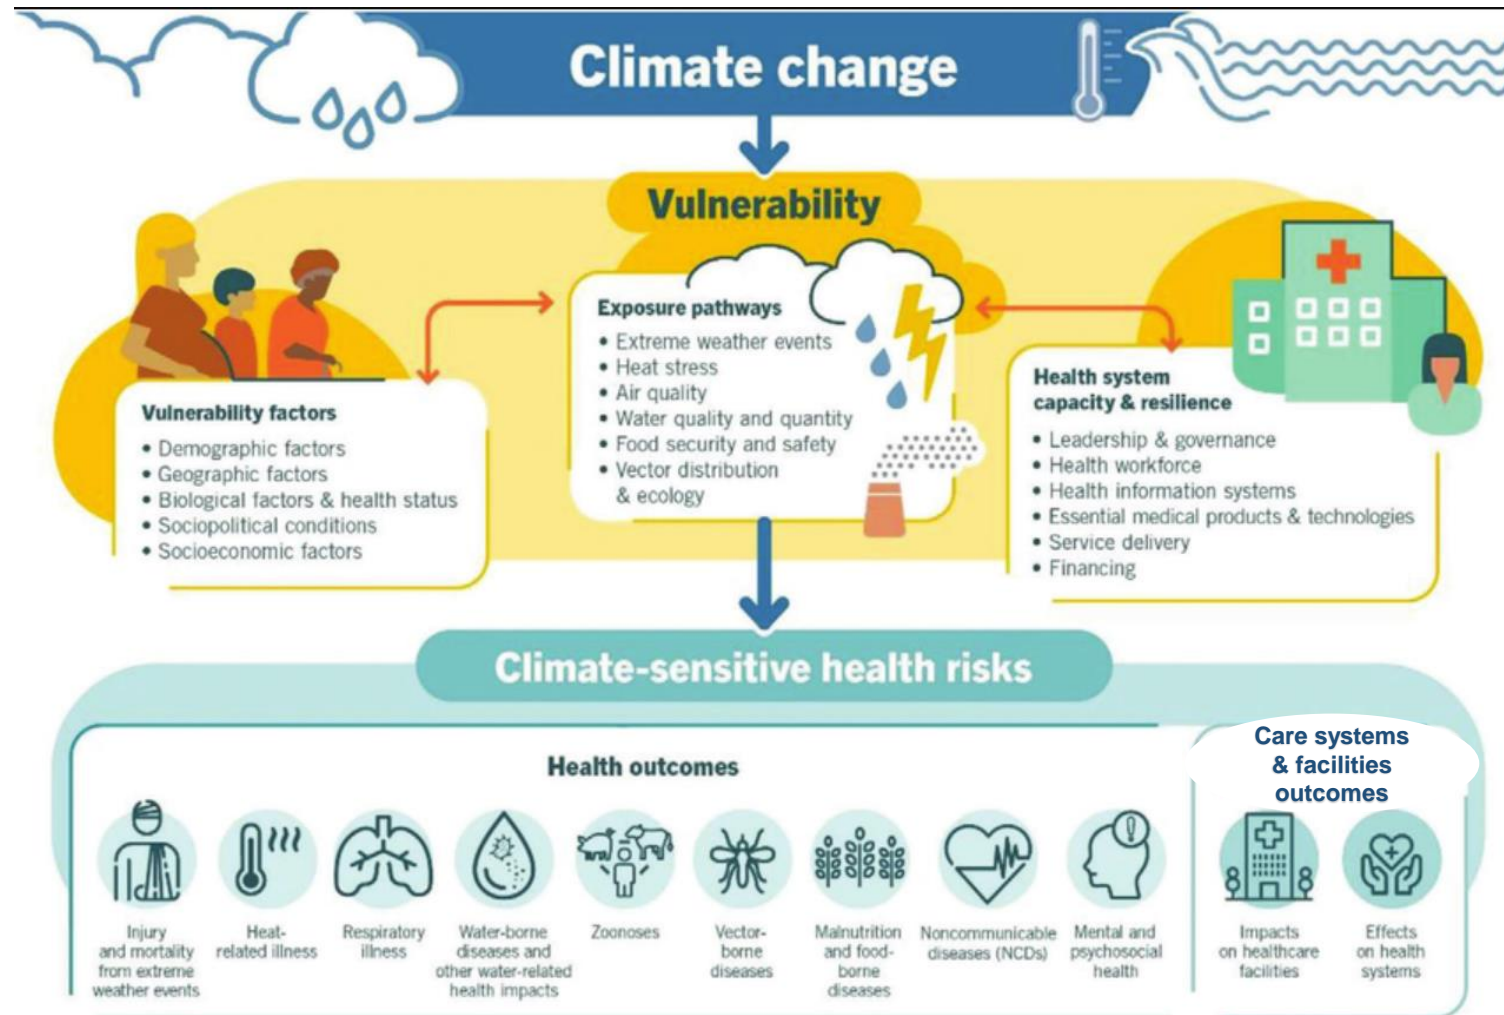 Climate change
Vulnerability
Vulnerability factors
• Demographic factors
• Geographic factors
• Biological factors & health status
• Sociopolitical conditions
• Socioeconomic factors
Exposure pathways
• Extreme weather events
• Heat stress
• Air quality
• Water quality and quantity
• Food security and safety
• Vector distribution
& ecology
Health system
capacity & resilience
• Leadership & governance
• Health workforce
• Health information systems
• Essential medical products & technologies
• Service delivery
• Financing
Climate-sensitive health risks
Health outcomes
Injury
and mortality
from extreme
weather events
Heat-
related illness
Respiratory
illness
Water-borne
diseases and
other water-related
health impacts
Zoonoses
Vector-
borne
diseases
Malnutrition
and food-
borne
diseases
Noncommunicable
diseases (NCDs)
Mental and
psychosocial
health
Care systems
& facilities
outcomes
Impacts
on healthcare
facilities
Effects
on health
systems